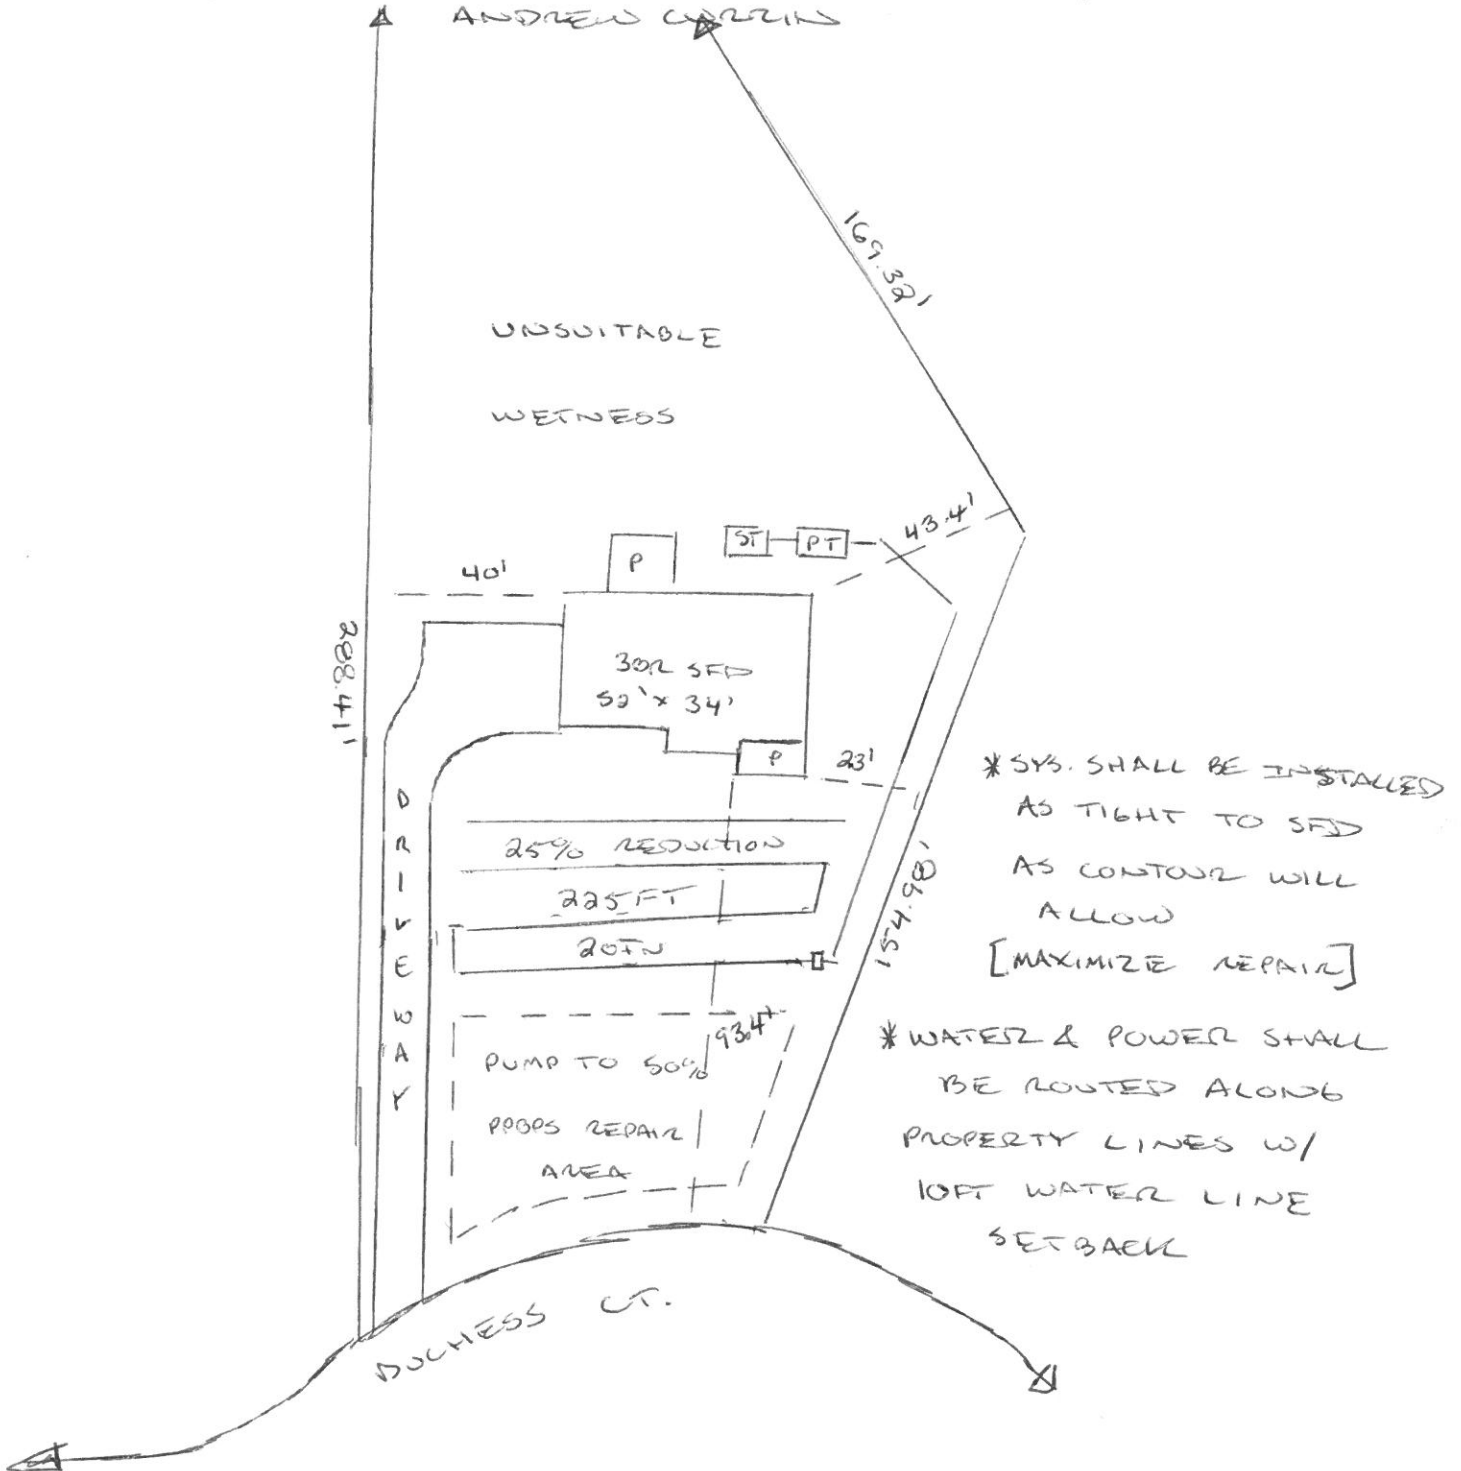 ANDREW CURRIN
169.32'
UNSUITABLE
WETNESS
43.4'
ST
PT
P
40'
288.41'
3BR SFD
52' x 34'
P
23'
* SYS. SHALL BE INSTALLED
AS TIGHT TO SFD
AS CONTOUR WILL
ALLOW
[MAXIMIZE REPAIR]
DRIVEWAY
25% REDUCTION
225FT
20IN
154.98'
93.4'
PUMP TO 50%
PPBPS REPAIR
AREA
* WATER & POWER SHALL
BE ROUTED ALONG
PROPERTY LINES W/
10FT WATER LINE
SETBACK
DUCHESS CT.